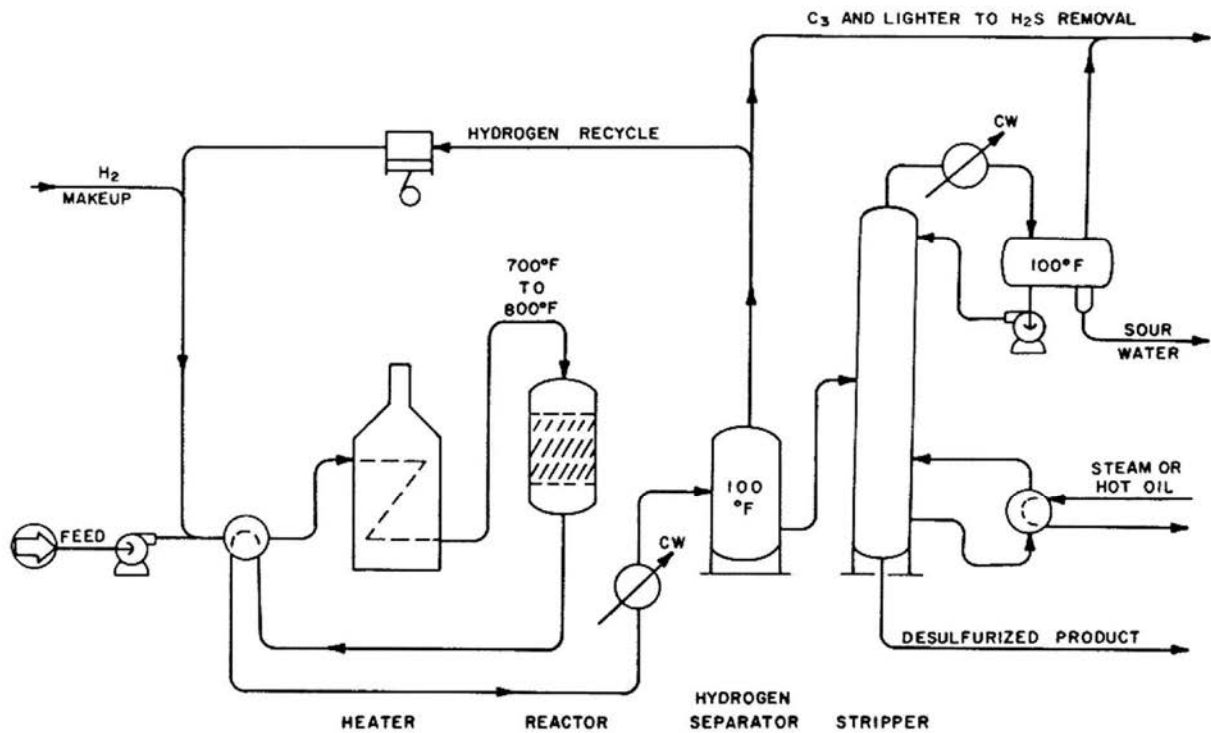 C3 AND LIGHTER TO H2S REMOVAL
CW
HYDROGEN RECYCLE
H2
MAKEUP
700°F
TO
800°F
100°F
SOUR
WATER
STEAM OR
HOT OIL
100
°F
FEED
CW
DESULFURIZED PRODUCT
HEATER
REACTOR
HYDROGEN
SEPARATOR
STRIPPER